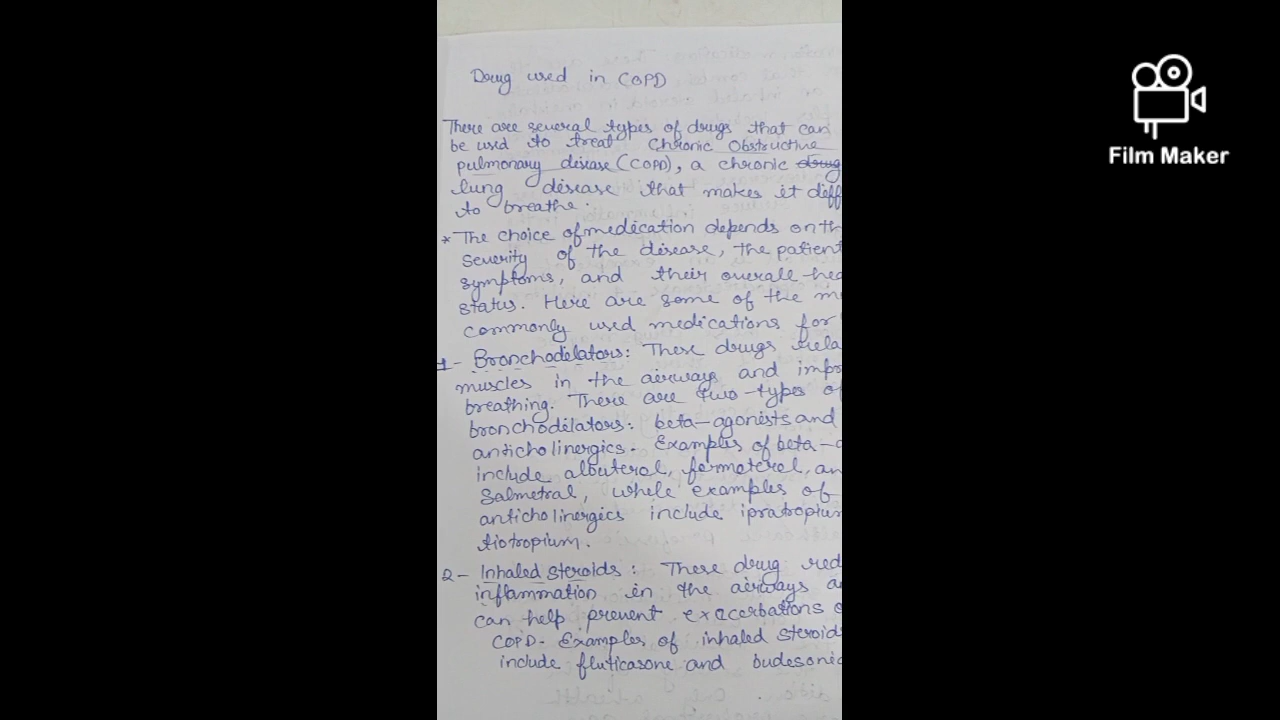 Drug used in COPD
There are several types of drugs that can
be used to treat Chronic Obstructive
pulmonary disease (COPD), a chronic drug
lung disease that makes it diff
to breathe.
* The choice of medication depends on th
severity of the disease, the patient
symptoms, and their overall hea
status. Here are some of the m
commonly used medications for
1- Bronchodelators: These drugs rela
muscles in the airways and impr
breathing. There are two types of
bronchodilators: beta-agonists and
anticholinergics. Examples of beta-a
include albuterol, formoterol, an
Salmetral, while examples of
anticholinergics include ipratropium
tiotropium.
2- Inhaled steroids: These drug red
inflammation in the airways a
can help prevent exacerbations o
COPD- Examples of inhaled steroids
include fluticasone and budesonid
Film Maker